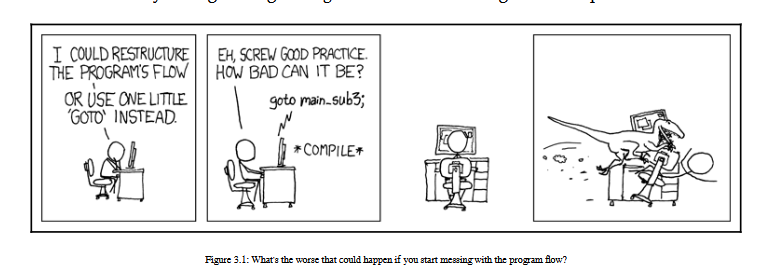 I COULD RESTRUCTURE
THE PROGRAM'S FLOW
OR USE ONE LITTLE
'GOTO' INSTEAD.
EH, SCREW GOOD PRACTICE.
HOW BAD CAN IT BE?
goto main_sub3;
*COMPILE*
Figure 3.1: What's the worse that could happen if you start messing with the program flow?